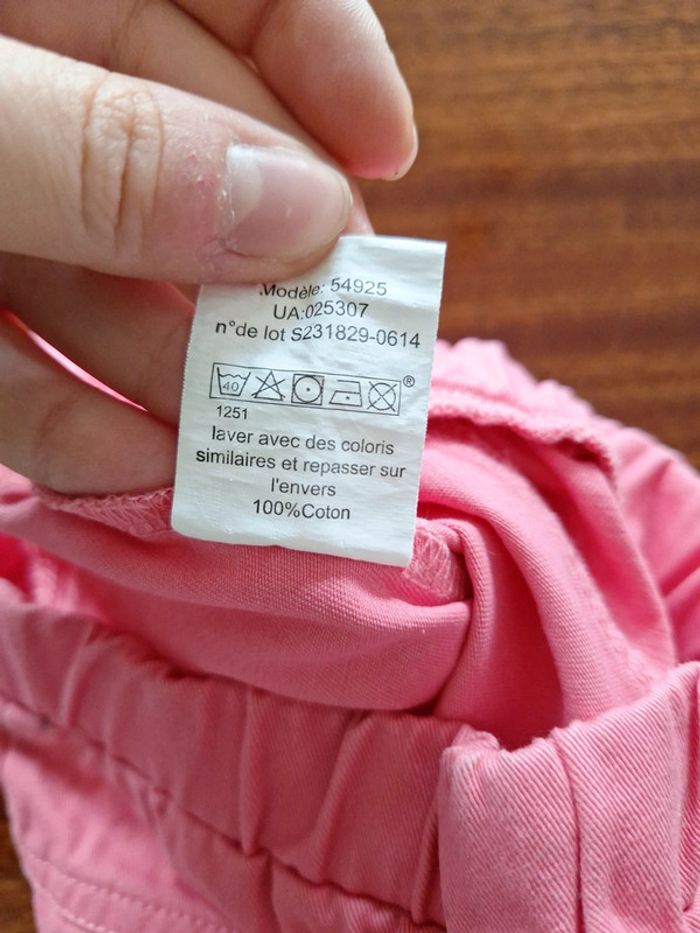 Modèle: 54925
UA:025307
n°de lot S231829-0614
40 ®
1251
laver avec des coloris
similaires et repasser sur
l'envers
100%Coton